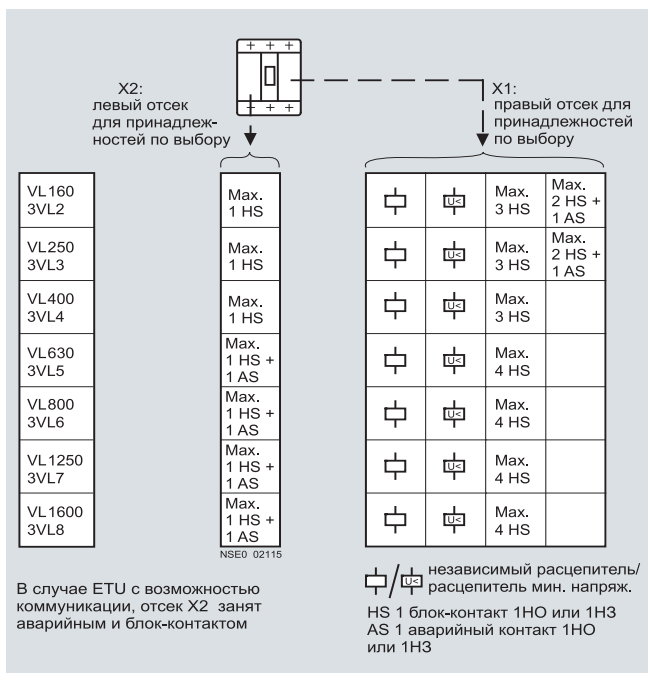 X2:
левый отсек
для принадлеж-
ностей по выбору
X1:
правый отсек для
принадлежностей
по выбору
VL160
3VL2
Max.
1 HS
U<
Max.
3 HS
Max.
2 HS +
1 AS
VL250
3VL3
Max.
1 HS
U<
Max.
3 HS
Max.
2 HS +
1 AS
VL400
3VL4
Max.
1 HS
U<
Max.
3 HS
VL630
3VL5
Max.
1 HS +
1 AS
U<
Max.
4 HS
VL800
3VL6
Max.
1 HS +
1 AS
U<
Max.
4 HS
VL1250
3VL7
Max.
1 HS +
1 AS
U<
Max.
4 HS
VL1600
3VL8
Max.
1 HS +
1 AS
U<
Max.
4 HS
NSE0 02115
В случае ETU с возможностью
коммуникации, отсек X2 занят
аварийным и блок-контактом
/ U< независимый расцепитель/
расцепитель мин. напряж.
HS 1 блок-контакт 1НО или 1НЗ
AS 1 аварийный контакт 1НО
или 1НЗ